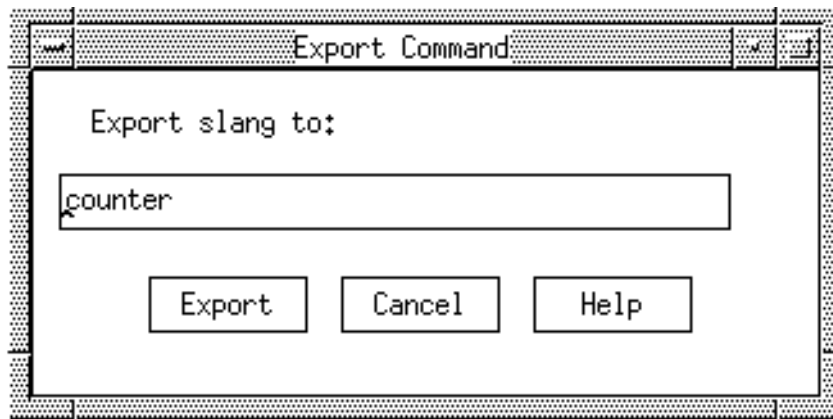 Export Command
Export slang to:
counter
Export Cancel Help